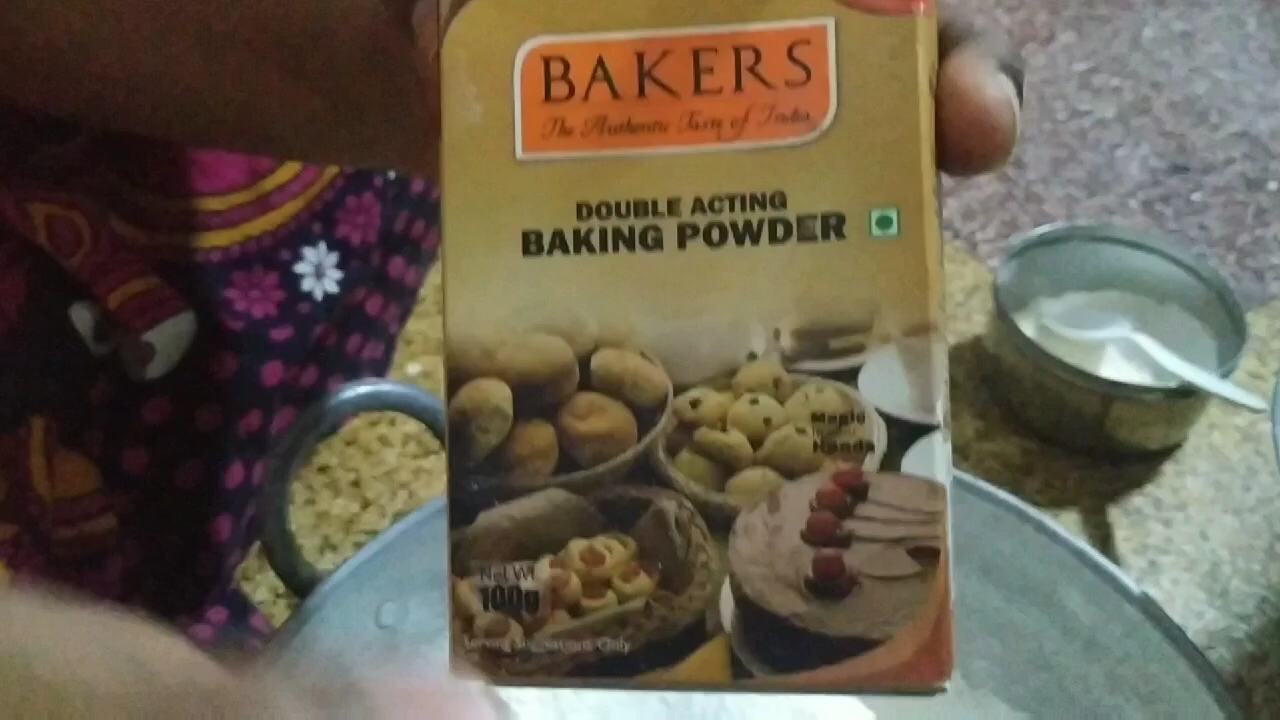 BAKERS
The Authentic Taste of India
DOUBLE ACTING
BAKING POWDER
Net Wt
100g
Serving Suggestions Only